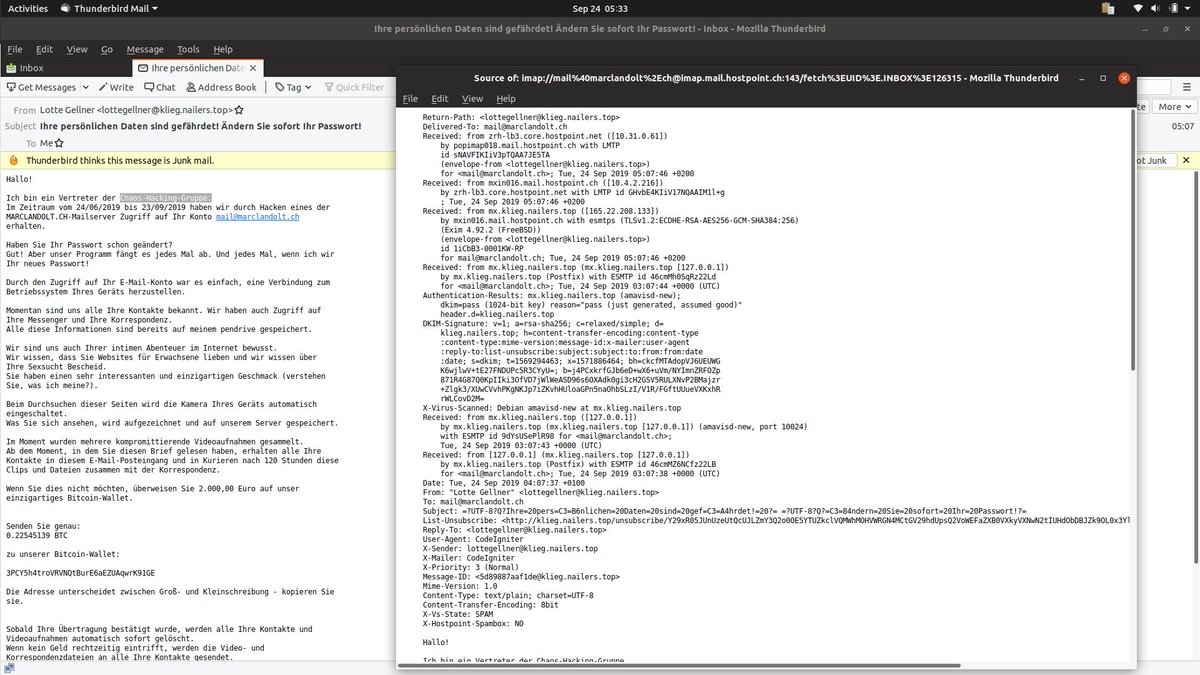 Activities Thunderbird Mail Sep 24 05:33
Ihre persönlichen Daten sind gefährdet! Ändern Sie sofort Ihr Passwort! - Inbox - Mozilla Thunderbird
File Edit View Go Message Tools Help
Inbox Ihre persönlichen Date
Get Messages Write Chat Address Book Tag Quick Filter
From Lotte Gellner <lottegellner@klieg.nailers.top>
More
Subject Ihre persönlichen Daten sind gefährdet! Ändern Sie sofort Ihr Passwort!
05:07
To Me
Thunderbird thinks this message is Junk mail.
ot Junk
Hallo!
Ich bin ein Vertreter der Chaos-Hacking-Gruppe.
Im Zeitraum vom 24/06/2019 bis 23/09/2019 haben wir durch Hacken eines der
MARCLANDOLT.CH-Mailserver Zugriff auf Ihr Konto mail@marclandolt.ch
erhalten.
Haben Sie Ihr Passwort schon geändert?
Gut! Aber unser Programm fängt es jedes Mal ab. Und jedes Mal, wenn ich wir
Ihr neues Passwort!
Durch den Zugriff auf Ihr E-Mail-Konto war es einfach, eine Verbindung zum
Betriebssystem Ihres Geräts herzustellen.
Momentan sind uns alle Ihre Kontakte bekannt. Wir haben auch Zugriff auf
Ihre Messenger und Ihre Korrespondenz.
Alle diese Informationen sind bereits auf meinem pendrive gespeichert.
Wir sind uns auch Ihrer intimen Abenteuer im Internet bewusst.
Wir wissen, dass Sie Websites für Erwachsene lieben und wir wissen über
Ihre Sexsucht Bescheid.
Sie haben einen sehr interessanten und einzigartigen Geschmack (verstehen
Sie, was ich meine?).
Beim Durchsuchen dieser Seiten wird die Kamera Ihres Geräts automatisch
eingeschaltet.
Was Sie sich ansehen, wird aufgezeichnet und auf unserem Server gespeichert.
Im Moment wurden mehrere kompromittierende Videoaufnahmen gesammelt.
Ab dem Moment, in dem Sie diesen Brief gelesen haben, erhalten alle Ihre
Kontakte in diesem E-Mail-Posteingang und in Kurieren nach 120 Stunden diese
Clips und Dateien zusammen mit der Korrespondenz.
Wenn Sie dies nicht möchten, überweisen Sie 2.000,00 Euro auf unser
einzigartiges Bitcoin-Wallet.
Senden Sie genau:
0.22545139 BTC
zu unserer Bitcoin-Wallet:
3PCY5h4troVRVNQtBurE6aEZUAqwrK91GE
Die Adresse unterscheidet zwischen Groß- und Kleinschreibung - kopieren Sie
sie.
Sobald Ihre Übertragung bestätigt wurde, werden alle Ihre Kontakte und
Videoaufnahmen automatisch sofort gelöscht.
Wenn kein Geld rechtzeitig eintrifft, werden die Video- und
Korrespondenzdateien an alle Ihre Kontakte gesendet.
Source of: imap://mail%40marclandolt%2Ech@imap.mail.hostpoint.ch:143/fetch%3EUID%3E.INBOX%3E126315 - Mozilla Thunderbird
File Edit View Help
Return-Path: <lottegellner@klieg.nailers.top>
Delivered-To: mail@marclandolt.ch
Received: from zrh-lb3.core.hostpoint.net ([10.31.0.61])
by popimap018.mail.hostpoint.ch with LMTP
id sNAVFIKIiV3pTQAA7JE5TA
(envelope-from <lottegellner@klieg.nailers.top>)
for <mail@marclandolt.ch>; Tue, 24 Sep 2019 05:07:46 +0200
Received: from mxin016.mail.hostpoint.ch ([10.4.2.216])
by zrh-lb3.core.hostpoint.net with LMTP id GHvbE4KIiV17NQAAIM1l+g
; Tue, 24 Sep 2019 05:07:46 +0200
Received: from mx.klieg.nailers.top ([165.22.208.133])
by mxin016.mail.hostpoint.ch with esmtps (TLSv1.2:ECDHE-RSA-AES256-GCM-SHA384:256)
(Exim 4.92.2 (FreeBSD))
(envelope-from <lottegellner@klieg.nailers.top>)
id 1iCbB3-0001KW-RP
for mail@marclandolt.ch; Tue, 24 Sep 2019 05:07:46 +0200
Received: from mx.klieg.nailers.top (mx.klieg.nailers.top [127.0.0.1])
by mx.klieg.nailers.top (Postfix) with ESMTP id 46cmMh0SqRz22Ld
for <mail@marclandolt.ch>; Tue, 24 Sep 2019 03:07:44 +0000 (UTC)
Authentication-Results: mx.klieg.nailers.top (amavisd-new);
dkim=pass (1024-bit key) reason="pass (just generated, assumed good)"
header.d=klieg.nailers.top
DKIM-Signature: v=1; a=rsa-sha256; c=relaxed/simple; d=
klieg.nailers.top; h=content-transfer-encoding:content-type
:content-type:mime-version:message-id:x-mailer:user-agent
:reply-to:list-unsubscribe:subject:subject:to:from:from:date
:date; s=dkim; t=1569294463; x=1571886464; bh=ckcfMTAdopVJ6UEUWG
K6wjlwV+tE27FNDUPc5R3CYyU=; b=j4PCxkrfGJb6eD+wX6+uVm/NYImnZRFOZp
871R4G87Q0KpIIki3OfVD7jWlWeASD96s6OXAdk0gi3cH2G5V5RULXNvP2BMajzr
+Zlgk3/XUwCVvhPKgNKJp7iZKvhHUloaGPn5naOhbSLzI/V1R/FGftUUueVXKxhR
rWLCovD2M=
X-Virus-Scanned: Debian amavisd-new at mx.klieg.nailers.top
Received: from mx.klieg.nailers.top ([127.0.0.1])
by mx.klieg.nailers.top (mx.klieg.nailers.top [127.0.0.1]) (amavisd-new, port 10024)
with ESMTP id 9dYsUSePlR98 for <mail@marclandolt.ch>;
Tue, 24 Sep 2019 03:07:43 +0000 (UTC)
Received: from [127.0.0.1] (mx.klieg.nailers.top [127.0.0.1])
by mx.klieg.nailers.top (Postfix) with ESMTP id 46cmMZ6NCfz22LB
for <mail@marclandolt.ch>; Tue, 24 Sep 2019 03:07:38 +0000 (UTC)
Date: Tue, 24 Sep 2019 04:07:37 +0100
From: "Lotte Gellner" <lottegellner@klieg.nailers.top>
To: mail@marclandolt.ch
Subject: =?UTF-8?Q?Ihre=20pers=C3=B6nlichen=20Daten=20sind=20gef=C3=A4hrdet!=20?= =?UTF-8?Q?=C3=84ndern=20Sie=20sofort=20Ihr=20Passwort!?=
List-Unsubscribe: <http://klieg.nailers.top/unsubscribe/
Reply-To: <lottegellner@klieg.nailers.top>
User-Agent: CodeIgniter
X-Sender: lottegellner@klieg.nailers.top
X-Mailer: CodeIgniter
X-Priority: 3 (Normal)
Message-ID: <5d89887aaf1de@klieg.nailers.top>
Mime-Version: 1.0
Content-Type: text/plain; charset=UTF-8
Content-Transfer-Encoding: 8bit
X-Vs-State: SPAM
X-Hostpoint-Spambox: NO
Hallo!
Ich bin ein Vertreter der Chaos-Hacking-Gruppe.